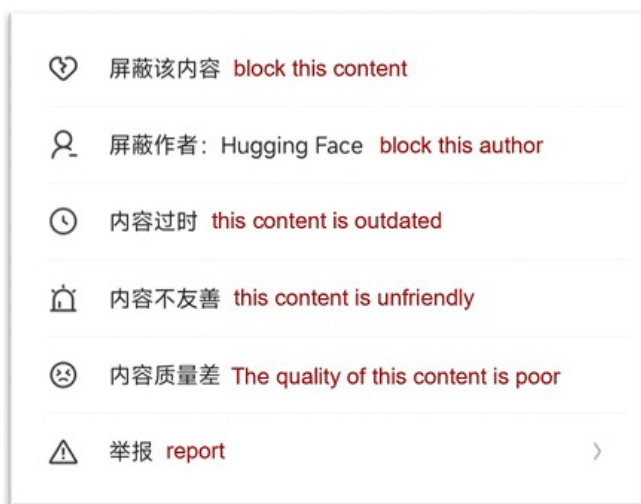 屏蔽该内容 block this content
屏蔽作者：Hugging Face block this author
内容过时 this content is outdated
内容不友善 this content is unfriendly
内容质量差 The quality of this content is poor
举报 report